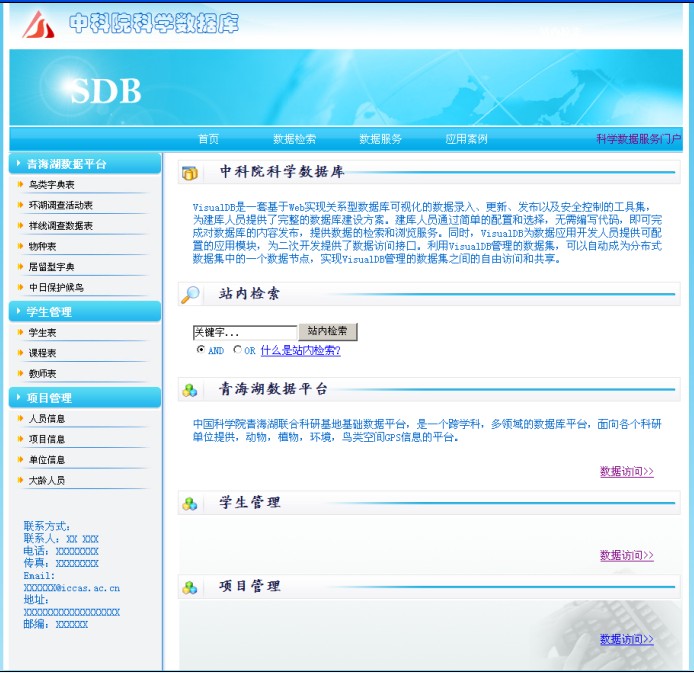 中科院科学数据库
SDB
首页 数据检索 数据服务 应用案例 科学数据服务门户
青海湖数据平台
鸟类字典表
环湖调查活动表
样线调查数据表
物种表
居留型字典
中日保护候鸟
学生管理
学生表
课程表
教师表
项目管理
人员信息
项目信息
单位信息
大龄人员
联系方式:
联系人: XX XXX
电话: XXXXXXXX
传真: XXXXXXXX
Email:
XXXXXX@iccas.ac.cn
地址:
XXXXXXXXXXXXXXXXXX
邮编: XXXXXX
中科院科学数据库
VisualDB是一套基于Web实现关系型数据库可视化的数据录入、更新、发布以及安全控制的工具集，
为建库人员提供了完整的数据库建设方案。建库人员通过简单的配置和选择，无需编写代码，即可完
成对数据库的内容发布，提供数据的检索和浏览服务。同时，VisualDB为数据应用开发人员提供可配
置的应用模块，为二次开发提供了数据访问接口。利用VisualDB管理的数据集，可以自动成为分布式
数据集中的一个数据节点，实现VisualDB管理的数据集之间的自由访问和共享。
站内检索
关键字... 站内检索
AND OR 什么是站内检索?
青海湖数据平台
中国科学院青海湖联合科研基地基础数据平台，是一个跨学科，多领域的数据库平台，面向各个科研
单位提供，动物，植物，环境，鸟类空间GPS信息的平台。
数据访问>>
学生管理
数据访问>>
项目管理
数据访问>>